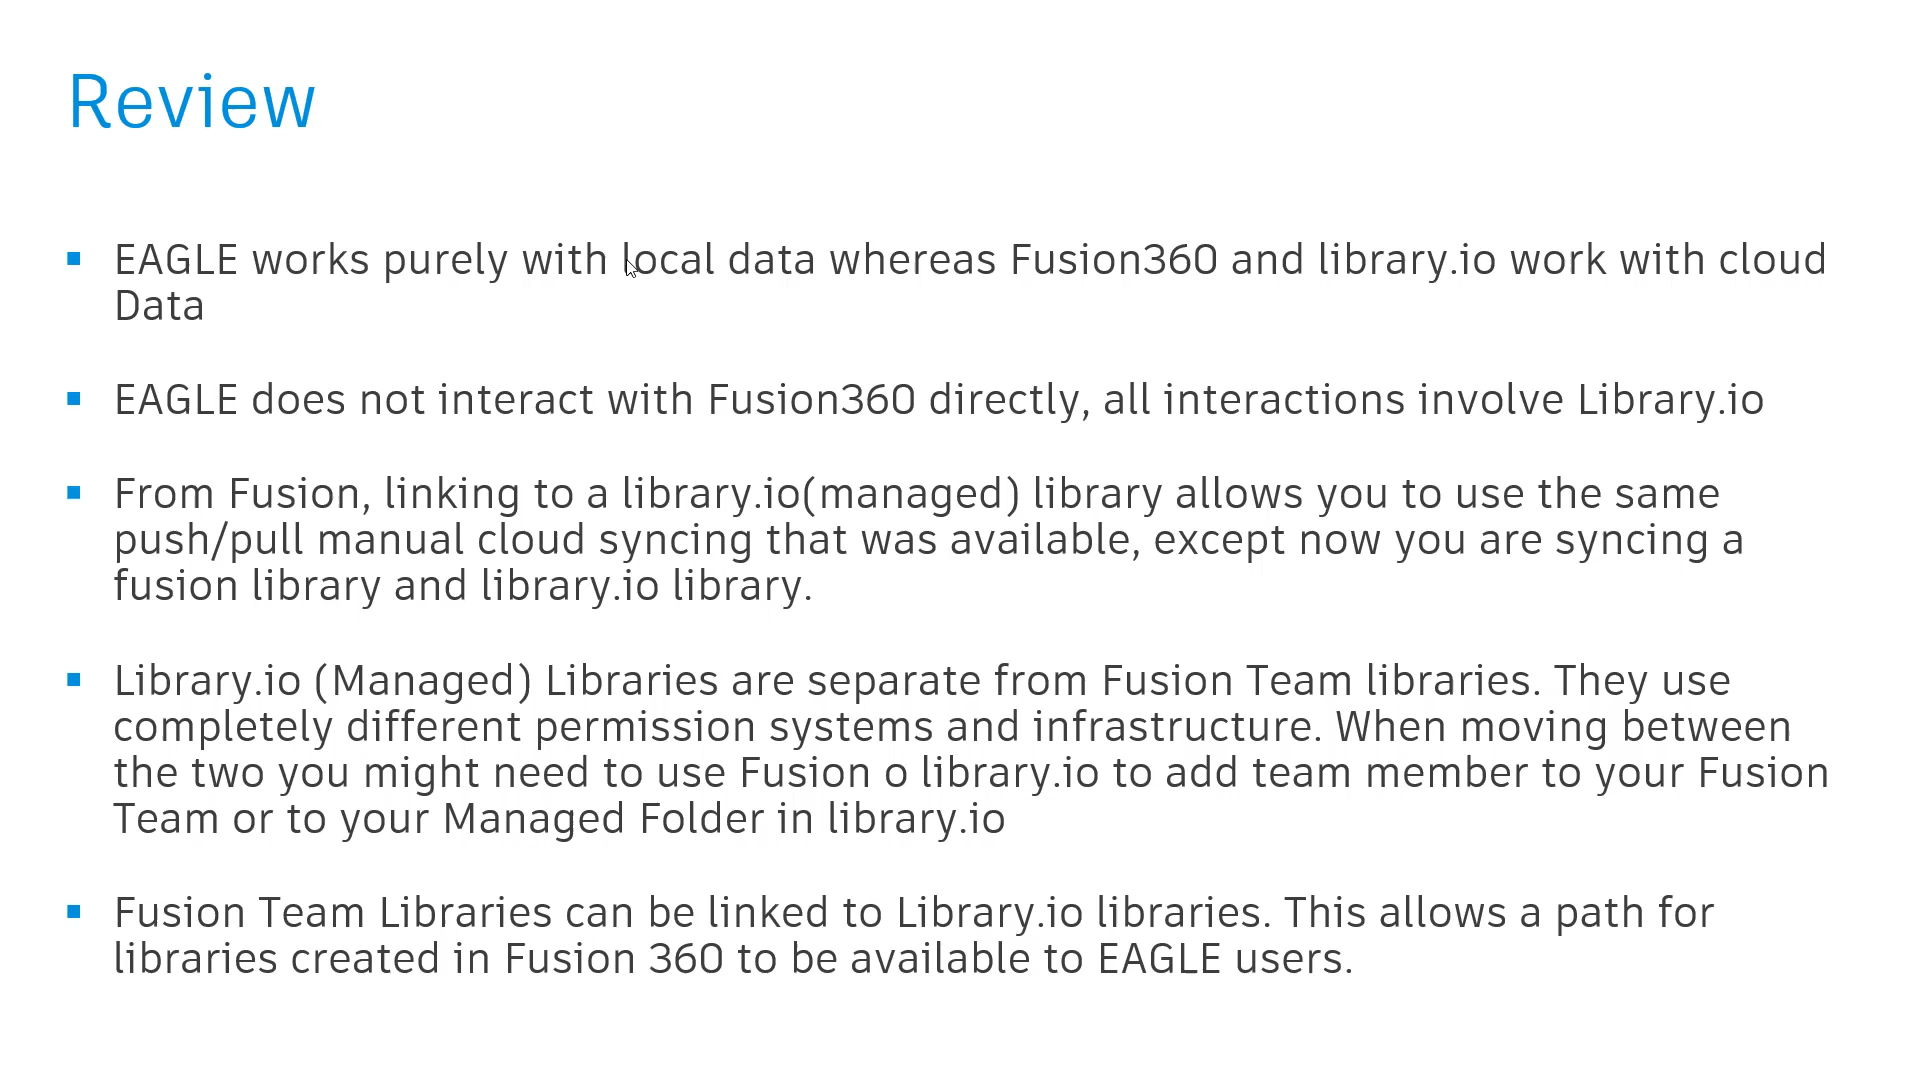 Review
EAGLE works purely with local data whereas Fusion360 and library.io work with cloud
Data
EAGLE does not interact with Fusion360 directly, all interactions involve Library.io
From Fusion, linking to a library.io(managed) library allows you to use the same
push/pull manual cloud syncing that was available, except now you are syncing a
fusion library and library.io library.
Library.io (Managed) Libraries are separate from Fusion Team libraries. They use
completely different permission systems and infrastructure. When moving between
the two you might need to use Fusion o library.io to add team member to your Fusion
Team or to your Managed Folder in library.io
Fusion Team Libraries can be linked to Library.io libraries. This allows a path for
libraries created in Fusion 360 to be available to EAGLE users.